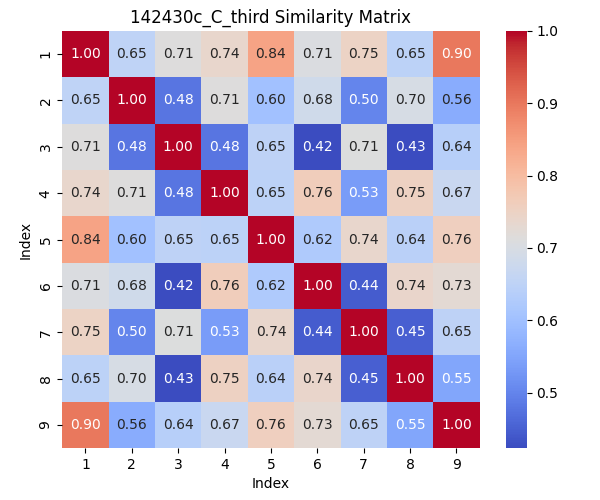 142430c_C_third Similarity Matrix
1 1.00 0.65 0.71 0.74 0.84 0.71 0.75 0.65 0.90
2 0.65 1.00 0.48 0.71 0.60 0.68 0.50 0.70 0.56
3 0.71 0.48 1.00 0.48 0.65 0.42 0.71 0.43 0.64
4 0.74 0.71 0.48 1.00 0.65 0.76 0.53 0.75 0.67
5 0.84 0.60 0.65 0.65 1.00 0.62 0.74 0.64 0.76
6 0.71 0.68 0.42 0.76 0.62 1.00 0.44 0.74 0.73
7 0.75 0.50 0.71 0.53 0.74 0.44 1.00 0.45 0.65
8 0.65 0.70 0.43 0.75 0.64 0.74 0.45 1.00 0.55
9 0.90 0.56 0.64 0.67 0.76 0.73 0.65 0.55 1.00
1 2 3 4 5 6 7 8 9
Index
Index
1.0
0.9
0.8
0.7
0.6
0.5